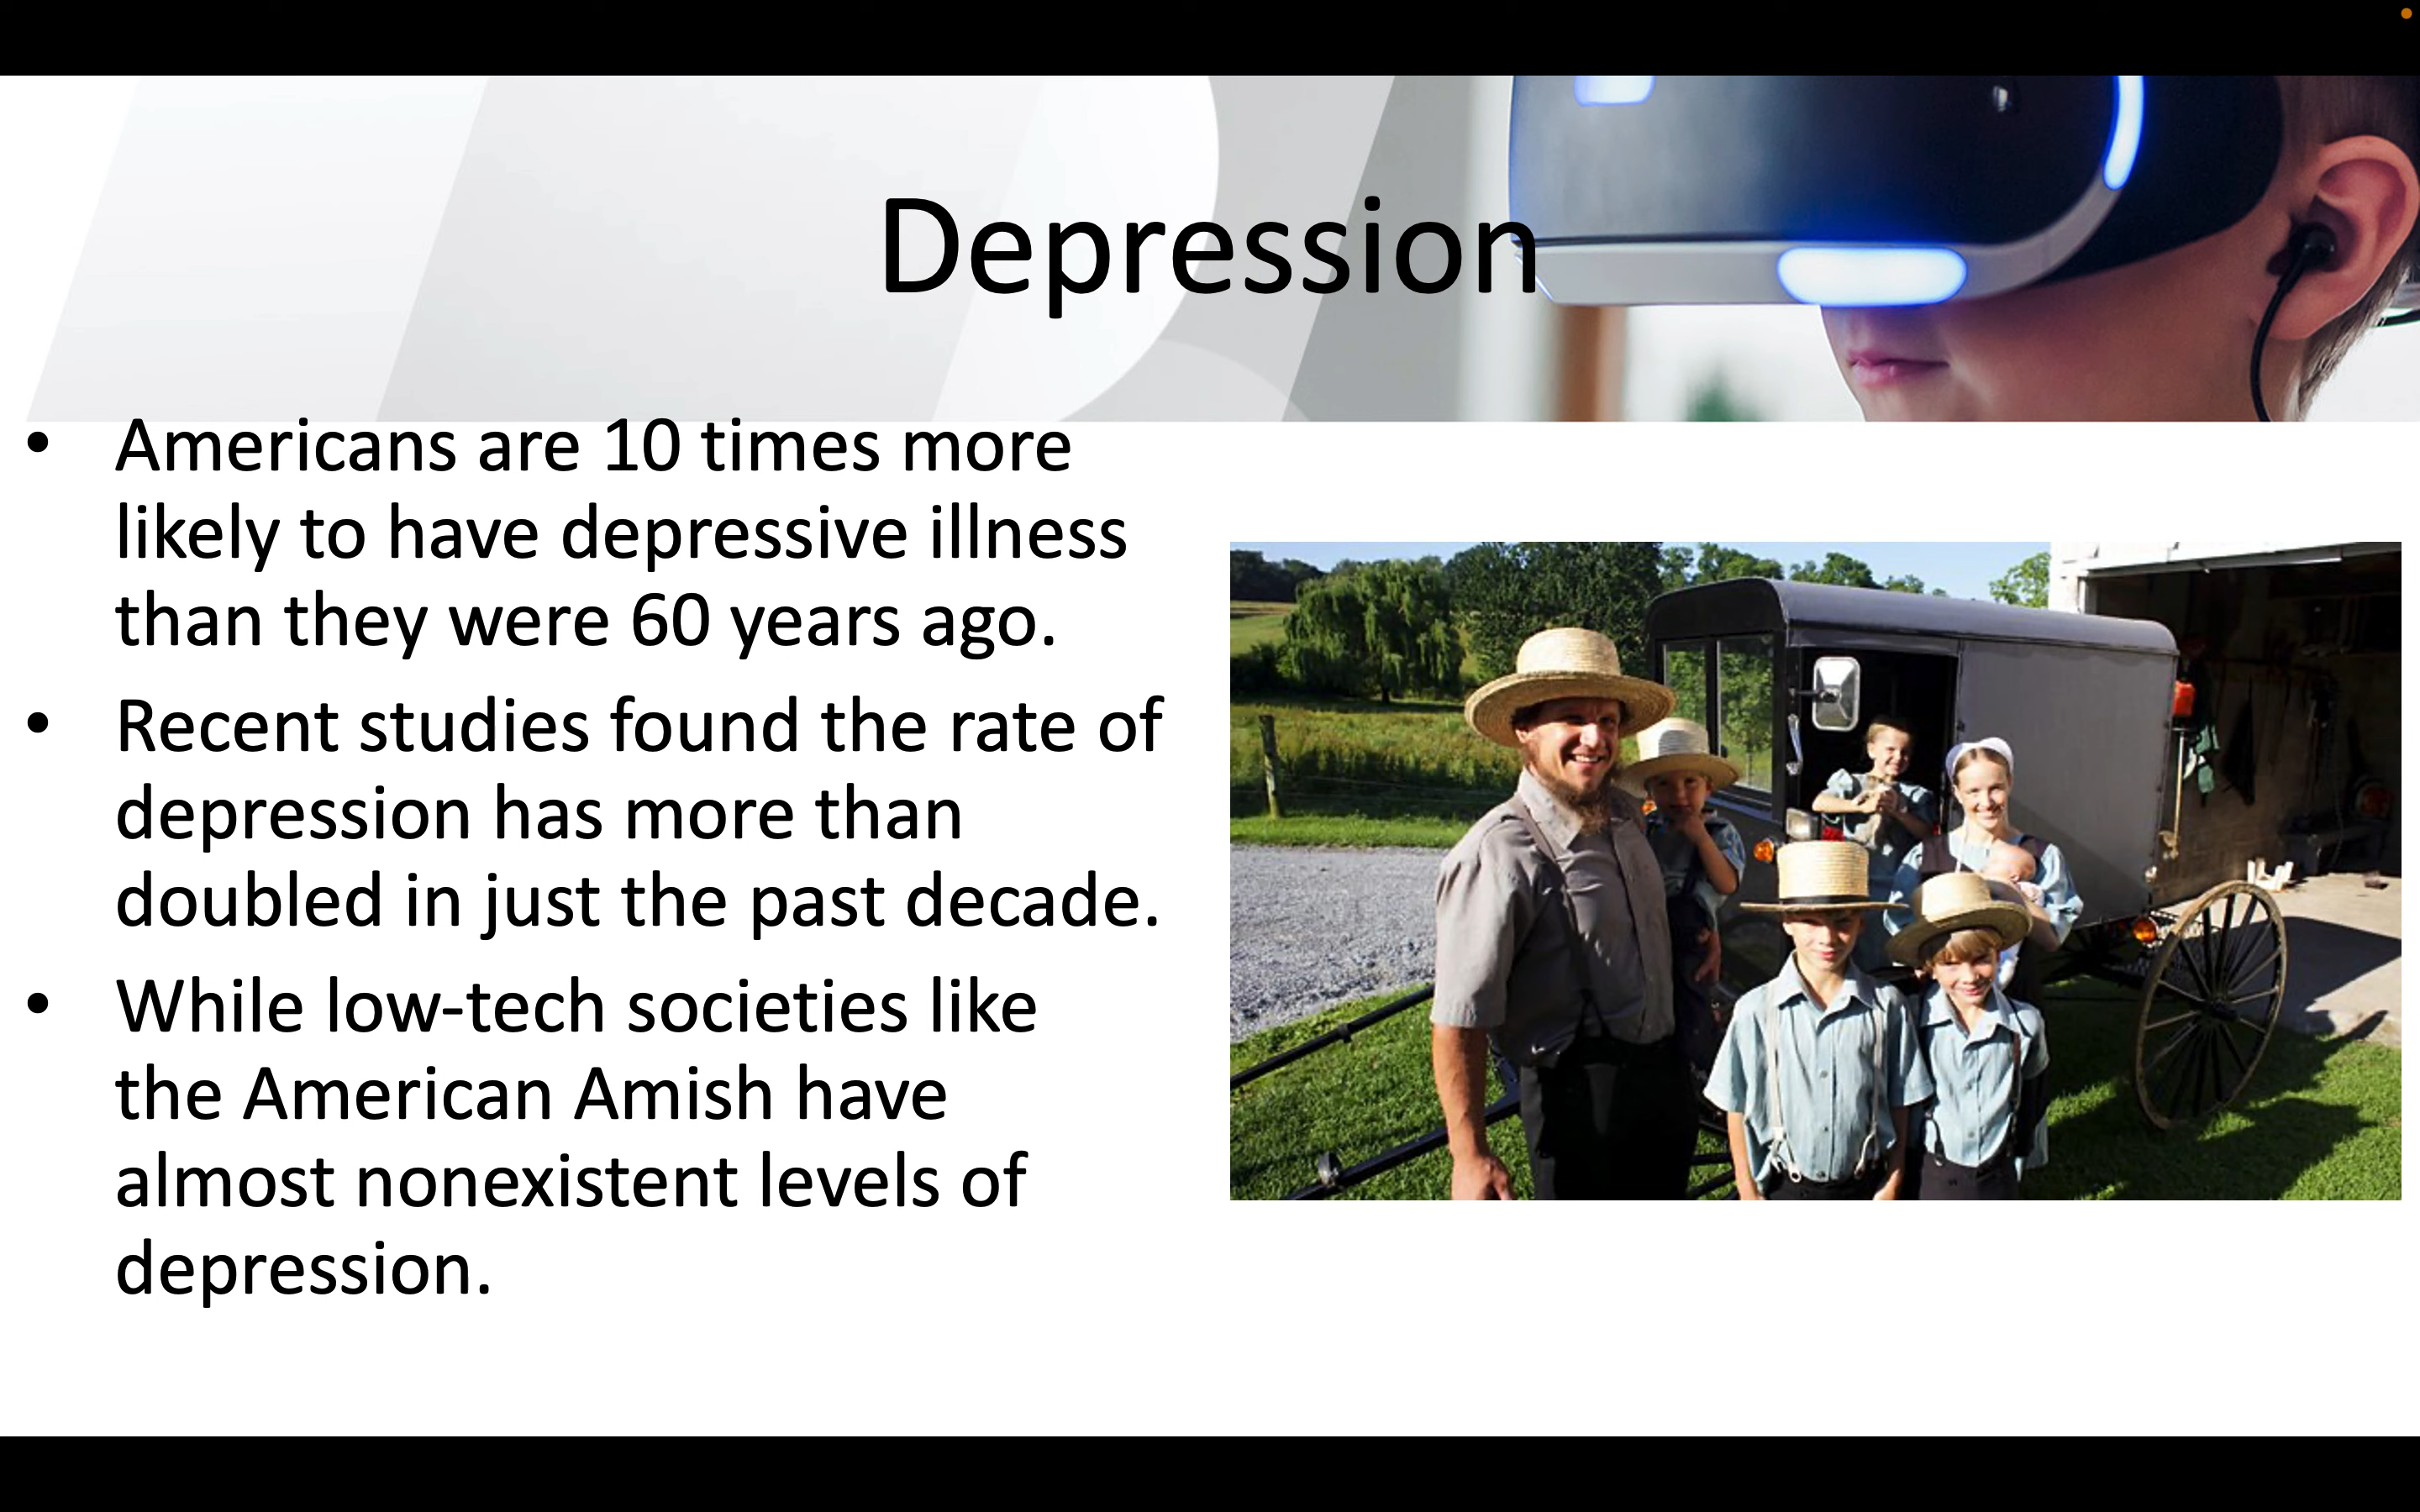 Depression
• Americans are 10 times more
likely to have depressive illness
than they were 60 years ago.
• Recent studies found the rate of
depression has more than
doubled in just the past decade.
• While low-tech societies like
the American Amish have
almost nonexistent levels of
depression.